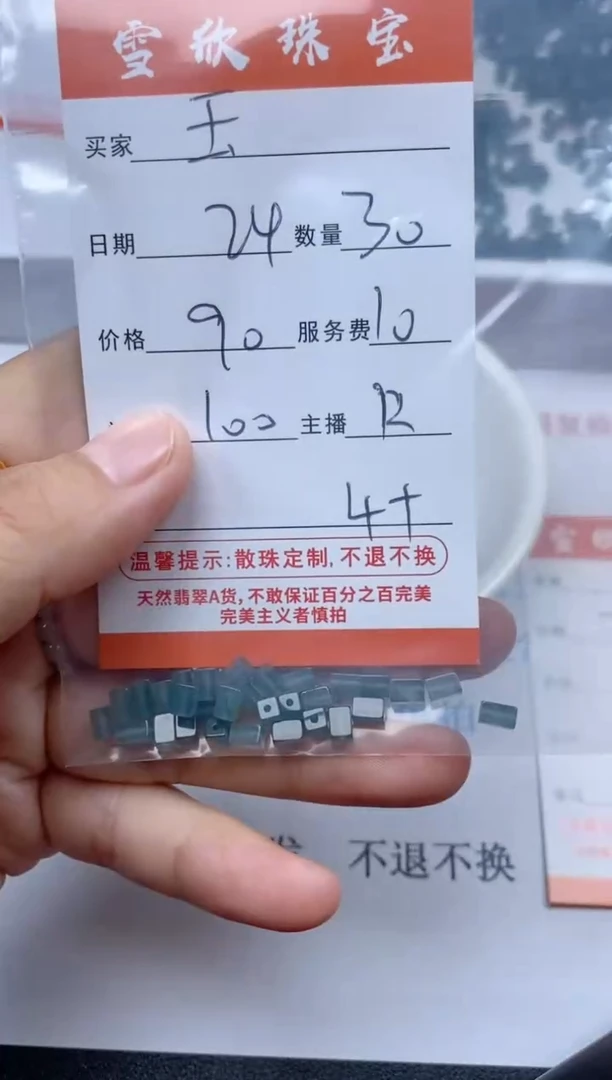 雪欣珠宝
买家 玉
日期 24 数量 30
价格 90 服务费 10
100 主播 R
4十
温馨提示:散珠定制,不退不换
天然翡翠A货,不敢保证百分之百完美
完美主义者慎拍
不退不换